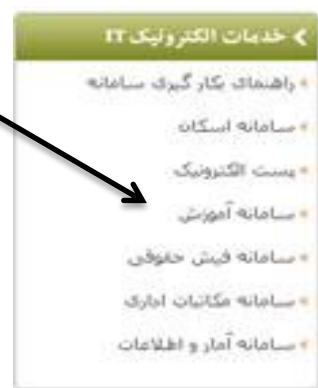 خدمات الکترونیک IT
راهنمای بکار گیری سامانه
سامانه اسکان
پست الکترونیک
سامانه آموزش
سامانه فیش حقوقی
سامانه مکاتبات اداری
سامانه آمار و اطلاعات